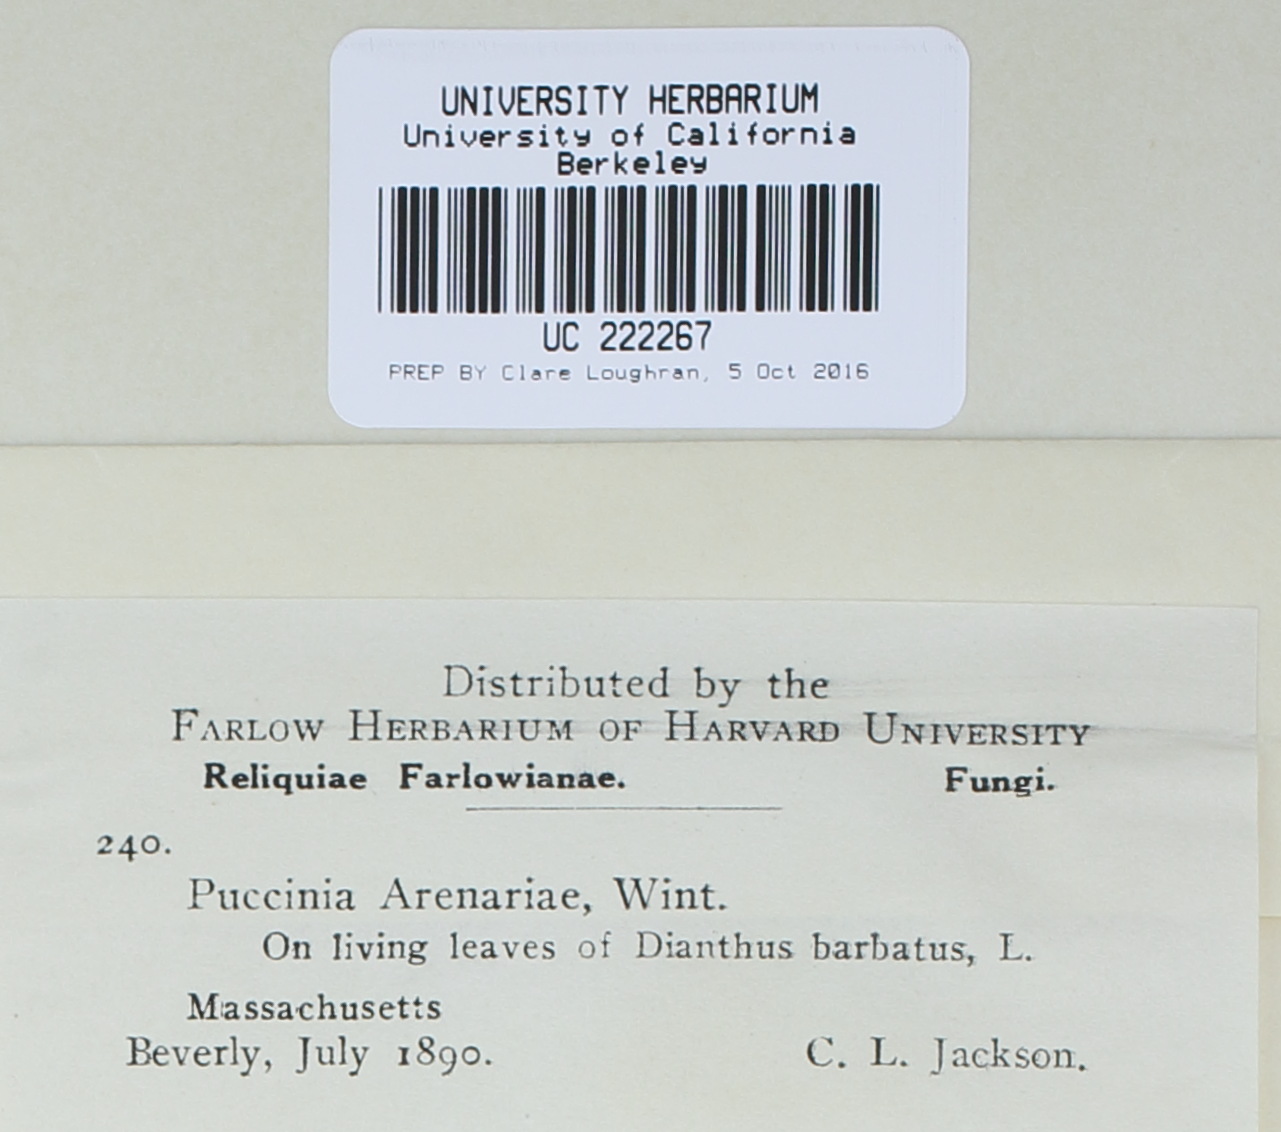 UNIVERSITY HERBARIUM
University of California
Berkeley
UC 222267
PREP BY Clare Loughran, 5 Oct 2016
Distributed by the
FARLOW HERBARIUM OF HARVARD UNIVERSITY
Reliquiae Farlowianae. Fungi.
240.
Puccinia Arenariae, Wint.
On living leaves of Dianthus barbatus, L.
Massachusetts
Beverly, July 1890. C. L. Jackson.